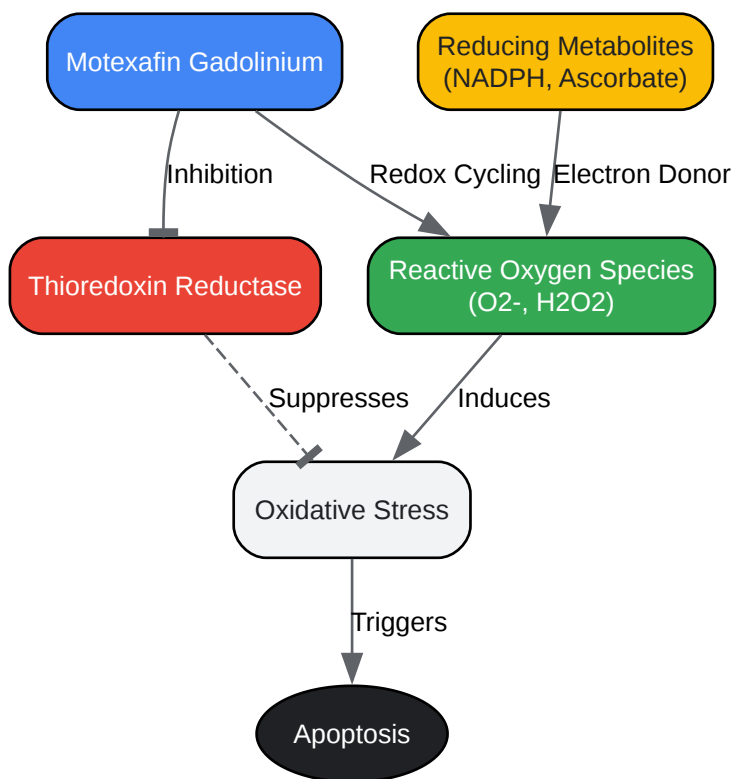 Motexafin Gadolinium
Reducing Metabolites
(NADPH, Ascorbate)
Inhibition
Redox Cycling
Electron Donor
Thioredoxin Reductase
Reactive Oxygen Species
(O2-, H2O2)
Suppresses
Induces
Oxidative Stress
Triggers
Apoptosis